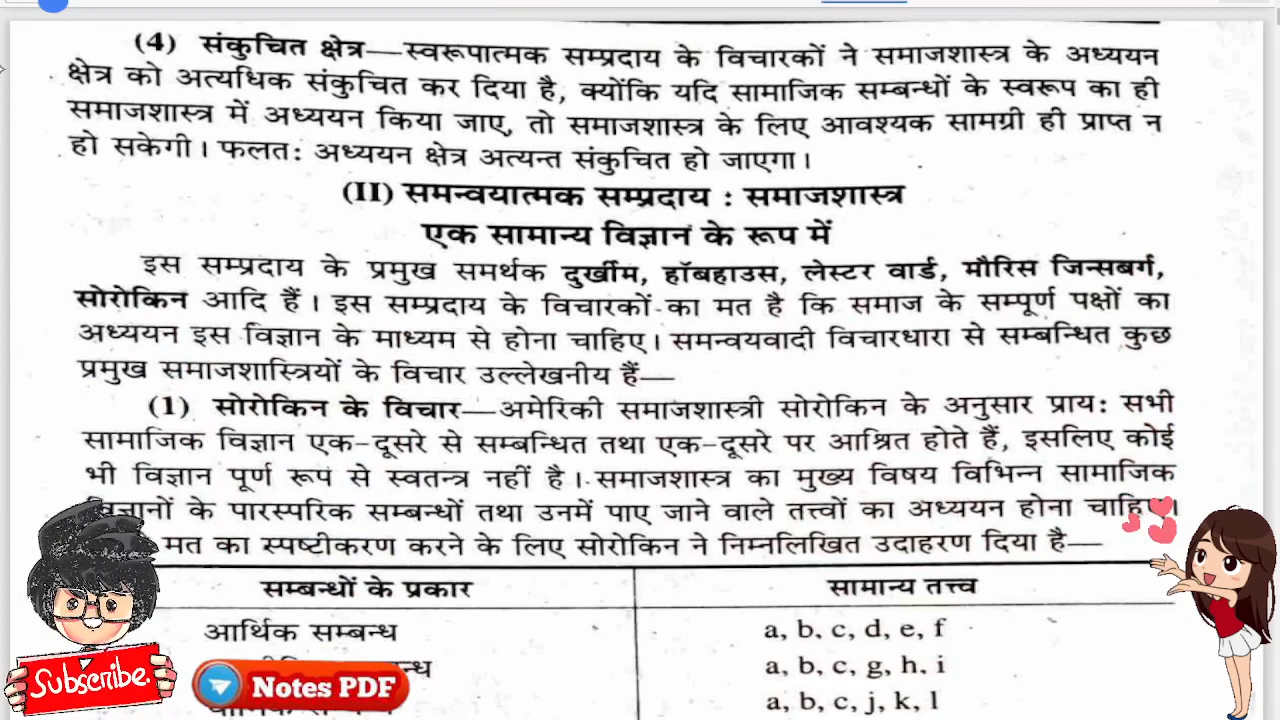 (4) संकुचित क्षेत्र—स्वरूपात्मक सम्प्रदाय के विचारकों ने समाजशास्त्र के अध्ययन
क्षेत्र को अत्यधिक संकुचित कर दिया है, क्योंकि यदि सामाजिक सम्बन्धों के स्वरूप का ही
समाजशास्त्र में अध्ययन किया जाए, तो समाजशास्त्र के लिए आवश्यक सामग्री ही प्राप्त न
हो सकेगी। फलतः अध्ययन क्षेत्र अत्यन्त संकुचित हो जाएगा।
(II) समन्वयात्मक सम्प्रदाय : समाजशास्त्र
एक सामान्य विज्ञान के रूप में
इस सम्प्रदाय के प्रमुख समर्थक दुर्खीम, हॉबहाउस, लेस्टर वार्ड, मौरिस जिन्सबर्ग,
सोरोकिन आदि हैं। इस सम्प्रदाय के विचारकों का मत है कि समाज के सम्पूर्ण पक्षों का
अध्ययन इस विज्ञान के माध्यम से होना चाहिए। समन्वयवादी विचारधारा से सम्बन्धित कुछ
प्रमुख समाजशास्त्रियों के विचार उल्लेखनीय हैं—
(1) सोरोकिन के विचार—अमेरिकी समाजशास्त्री सोरोकिन के अनुसार प्रायः सभी
सामाजिक विज्ञान एक-दूसरे से सम्बन्धित तथा एक-दूसरे पर आश्रित होते हैं, इसलिए कोई
भी विज्ञान पूर्ण रूप से स्वतन्त्र नहीं है। समाजशास्त्र का मुख्य विषय विभिन्न सामाजिक
के पारस्परिक सम्बन्धों तथा उनमें पाए जाने वाले तत्त्वों का अध्ययन होना चाहिए।
मत का स्पष्टीकरण करने के लिए सोरोकिन ने निम्नलिखित उदाहरण दिया है—
सम्बन्धों के प्रकार सामान्य तत्त्व
आर्थिक सम्बन्ध a, b, c, d, e, f
a, b, c, g, h, i
a, b, c, j, k, l
Subscribe.
Notes PDF